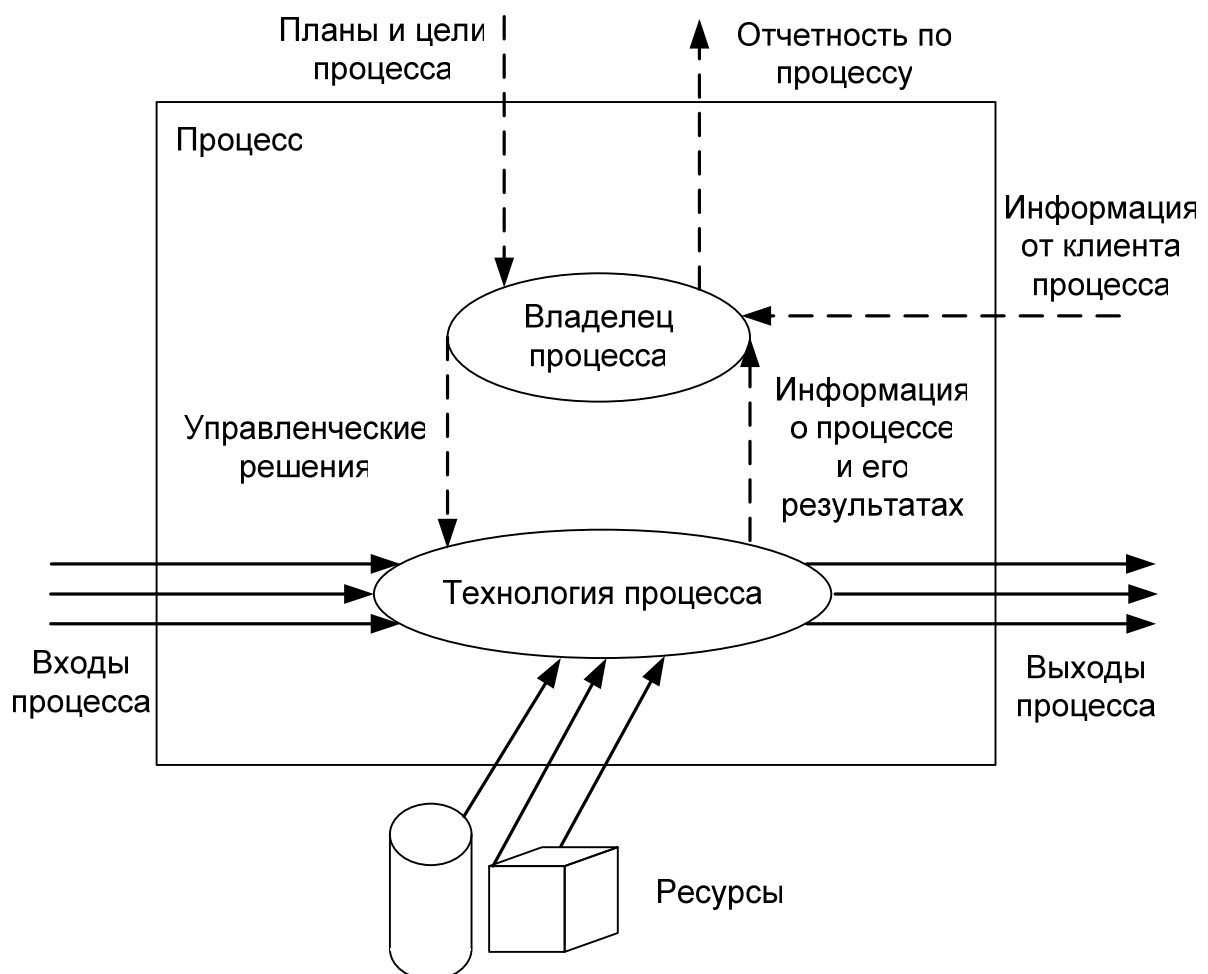 Планы и цели
процесса
Отчетность по
процессу
Процесс
Информация
от клиента
процесса
Владелец
процесса
Управленческие
решения
Информация
о процессе
и его
результатах
Технология процесса
Входы
процесса
Выходы
процесса
Ресурсы